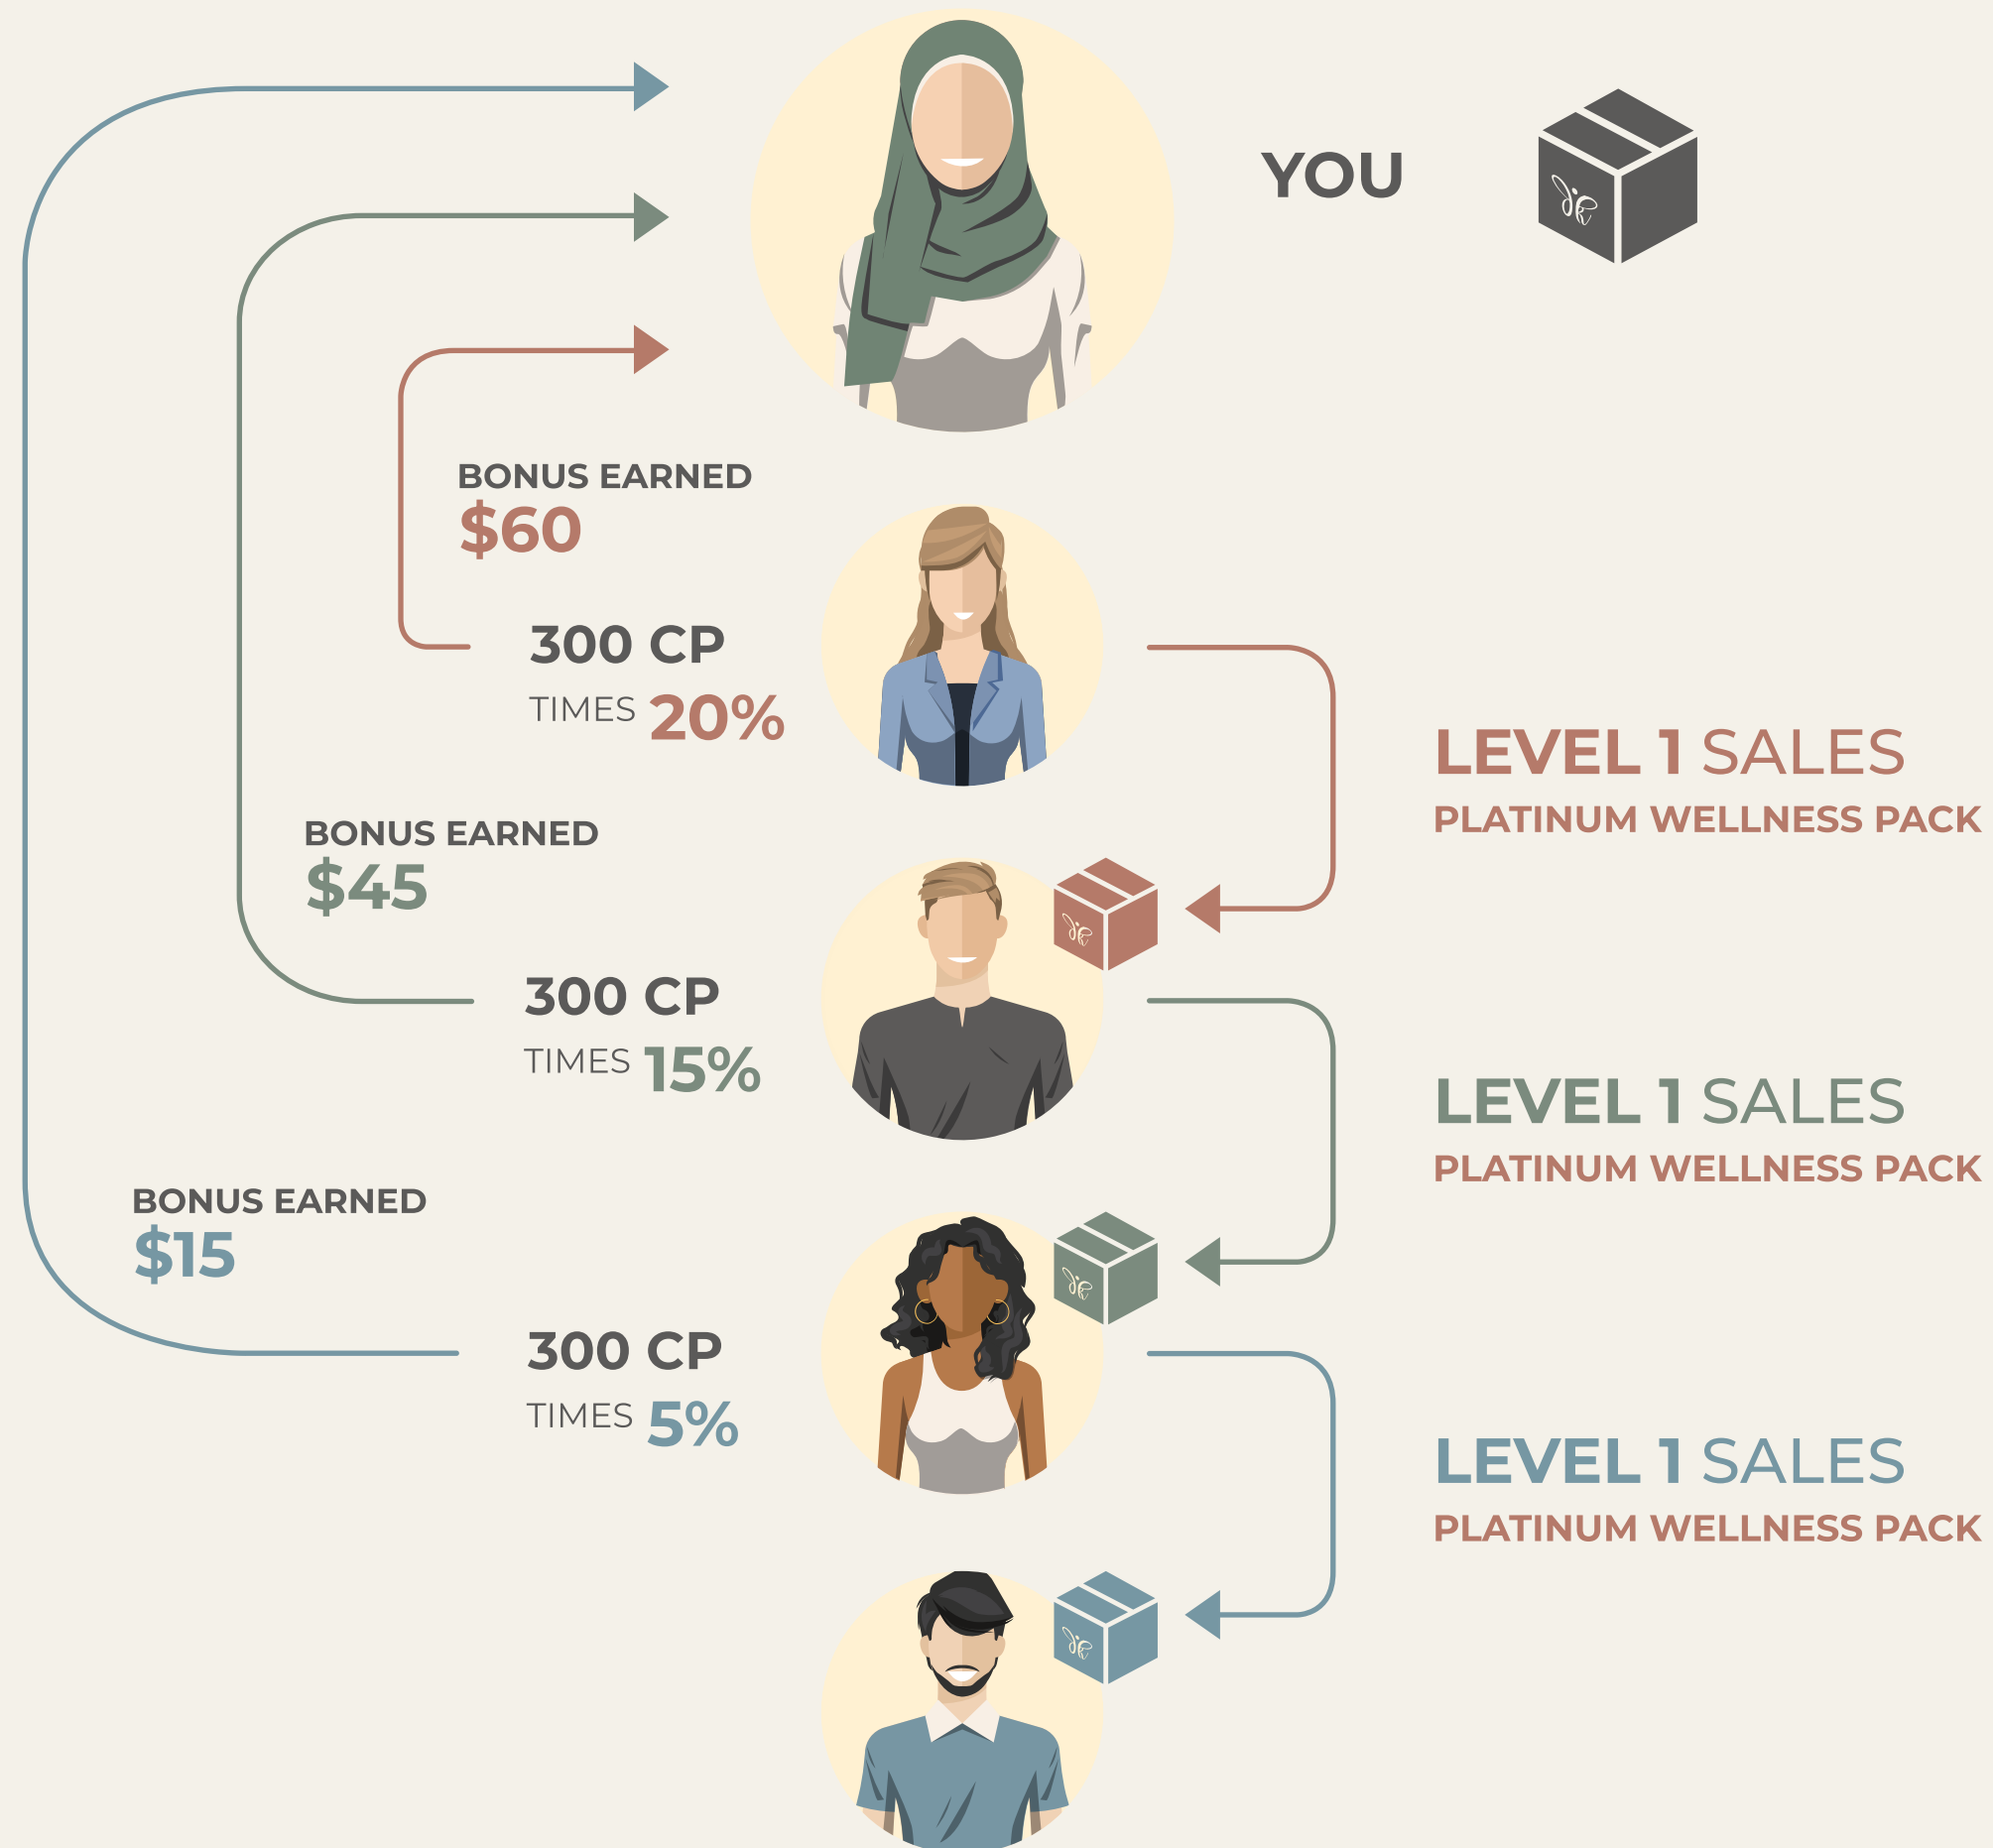 YOU
BONUS EARNED
$60
300 CP
TIMES 20%
LEVEL 1 SALES
PLATINUM WELLNESS PACK
BONUS EARNED
$45
300 CP
TIMES 15%
LEVEL 1 SALES
PLATINUM WELLNESS PACK
BONUS EARNED
$15
300 CP
TIMES 5%
LEVEL 1 SALES
PLATINUM WELLNESS PACK